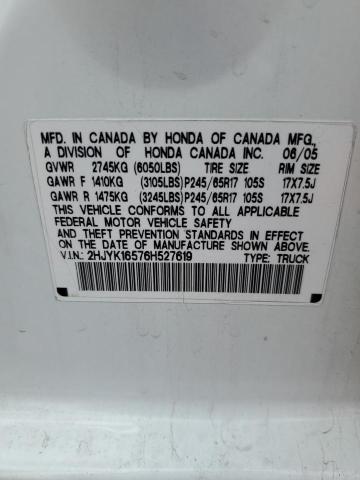 MFD. IN CANADA BY HONDA OF CANADA MFG.,
A DIVISION OF HONDA CANADA INC. 06/05
GVWR 2745KG (6050LBS) TIRE SIZE RIM SIZE
GAWR F 1410KG (3105LBS)P245/65R17 105S 17X7.5J
GAWR R 1475KG (3245LBS)P245/65R17 105S 17X7.5J
THIS VEHICLE CONFORMS TO ALL APPLICABLE
FEDERAL MOTOR VEHICLE SAFETY
AND THEFT PREVENTION STANDARDS IN EFFECT
ON THE DATE OF MANUFACTURE SHOWN ABOVE.
V.I.N.: 2HJYK16576H527619 TYPE: TRUCK